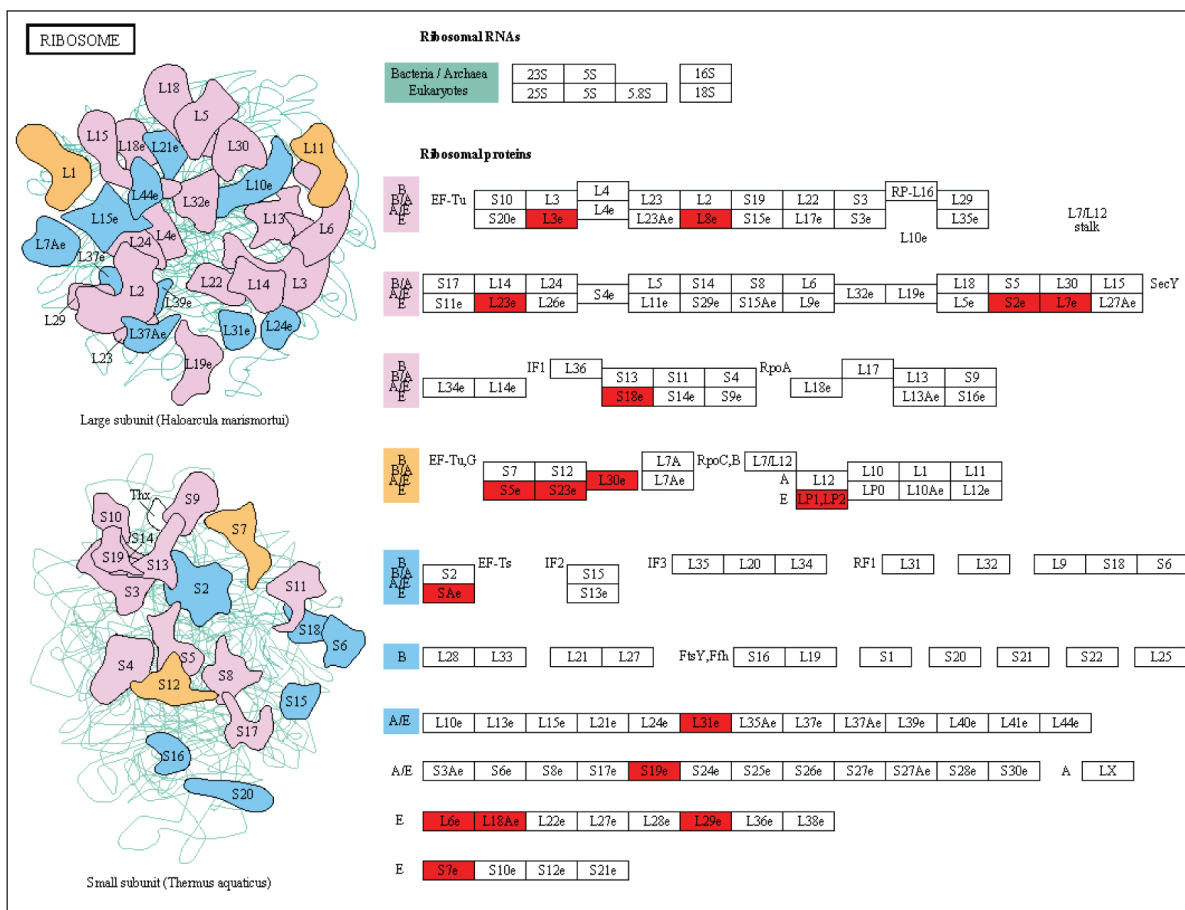 RIBOSOME
Ribosomal RNAs
Bacteria / Archaea 23S 5S 16S
Eukaryotes 25S 5S 5.8S 18S
Ribosomal proteins
B
B/A
A/E
E
EF-Tu S10 L3 L4 L23 L2 S19 L22 S3 RP-L16 L29
S20e L3e L4e L23Ae L8e S15e L17e S3e L35e
L10e
L7/L12
stalk
B/A
A/E
E
S17 L14 L24 L5 S14 S8 L6 L18 S5 L30 L15 SecY
S4e L32e L19e
S11e L23e L26e L11e S29e S15Ae L9e L5e S2e L7e L27Ae
B
B/A
A/E
E
IF1 L36 RpoA L17
S13 S11 S4 L13 S9
L34e L14e L18e
S18e S14e S9e L13Ae S16e
B
B/A
A/E
E
EF-Tu,G L7A RpoC,B L7/L12
S7 S12 L10 L1 L11
L30e L7Ae A L12
S5e S23e LP0 L10Ae L12e
E LP1,LP2
B
B/A
A/E
E
EF-Ts IF2 IF3 L35 L20 L34 RF1 L31 L32 L9 S18 S6
S2 S15
SAe S13e
B L28 L33 L21 L27 FtsY,Ffh S16 L19 S1 S20 S21 S22 L25
A/E L10e L13e L15e L21e L24e L31e L35Ae L37e L37Ae L39e L40e L41e L44e
A/E S3Ae S6e S8e S17e S19e S24e S25e S26e S27e S27Ae S28e S30e A LX
E L6e L18Ae L22e L27e L28e L29e L36e L38e
E S7e S10e S12e S21e
L18
L5
L15
L18e
L21e
L30
L11
L1
L44e
L10e
L32e
L15e
L13
L6
L7Ae
L24
L4e
L37e
L22
L14
L3
L2
L39e
L29
L37Ae
L31e
L24e
L23
L19e
Large subunit (Haloarcula marismortui)
Thx
S9
S10
S7
S14
S19
S13
S3
S2
S11
S18
S6
S4
S5
S8
S12
S15
S17
S16
S20
Small subunit (Thermus aquaticus)